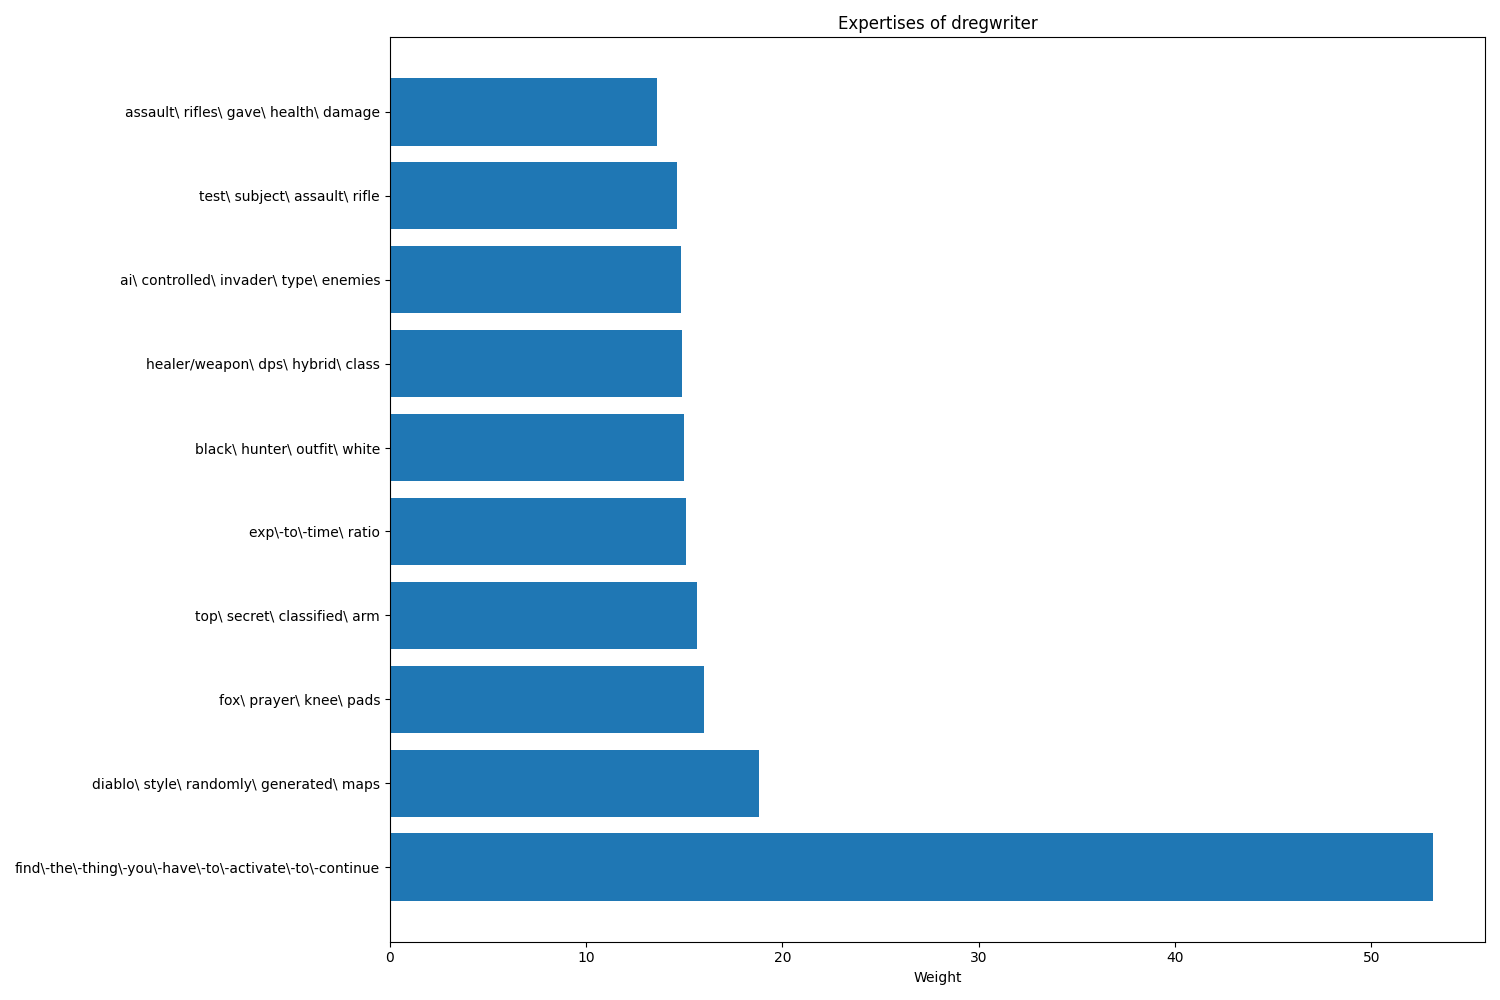 Expertises of dregwriter
assault\ rifles\ gave\ health\ damage
test\ subject\ assault\ rifle
ai\ controlled\ invader\ type\ enemies
healer/weapon\ dps\ hybrid\ class
black\ hunter\ outfit\ white
exp\-to\-time\ ratio
top\ secret\ classified\ arm
fox\ prayer\ knee\ pads
diablo\ style\ randomly\ generated\ maps
find\-the\-thing\-you\-have\-to\-activate\-to\-continue
0 10 20 30 40 50
Weight